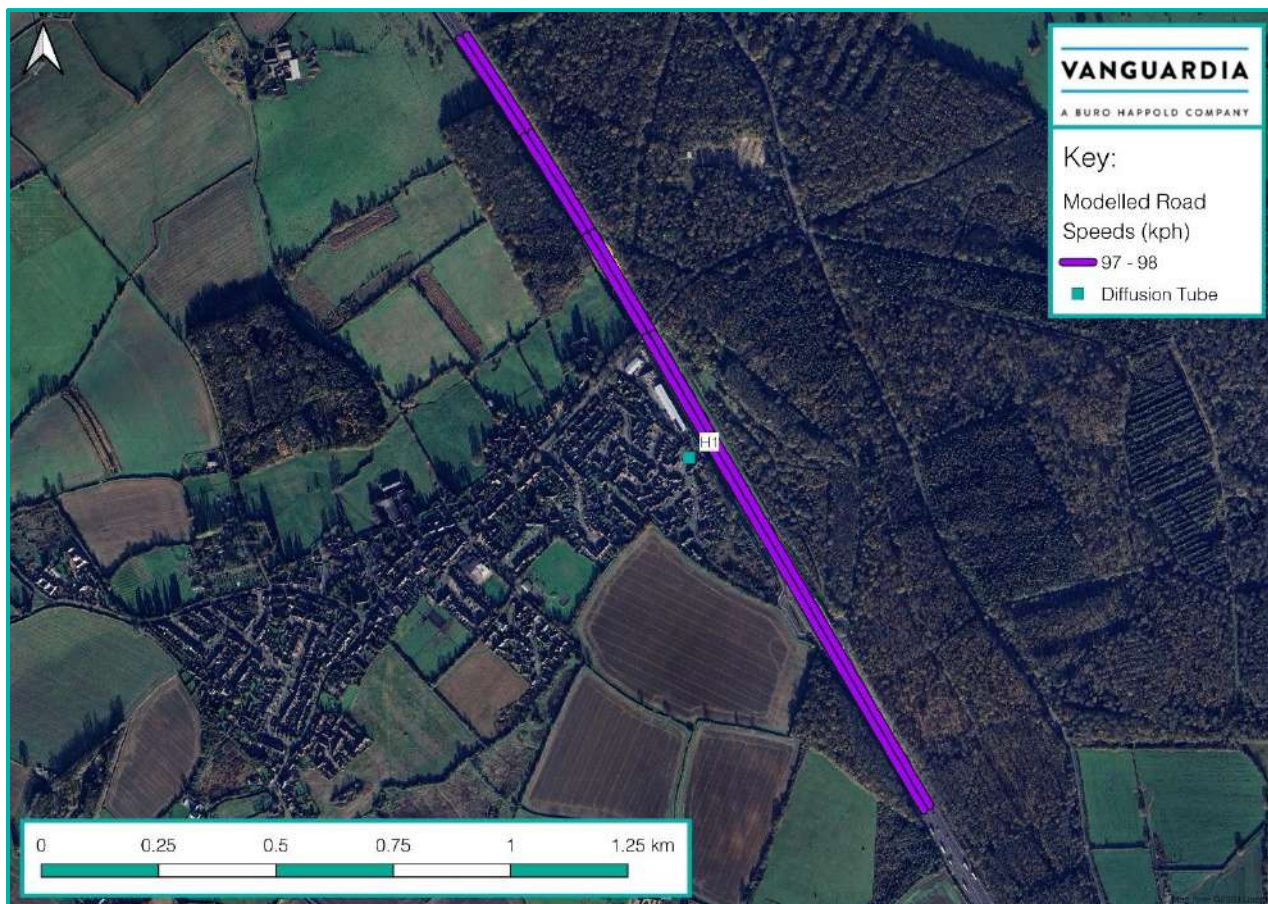 VANGUARDIA
A BURO HAPPOLD COMPANY
Key:
Modelled Road
Speeds (kph)
97 - 98
Diffusion Tube
H1
0 0.25 0.5 0.75 1 1.25 km